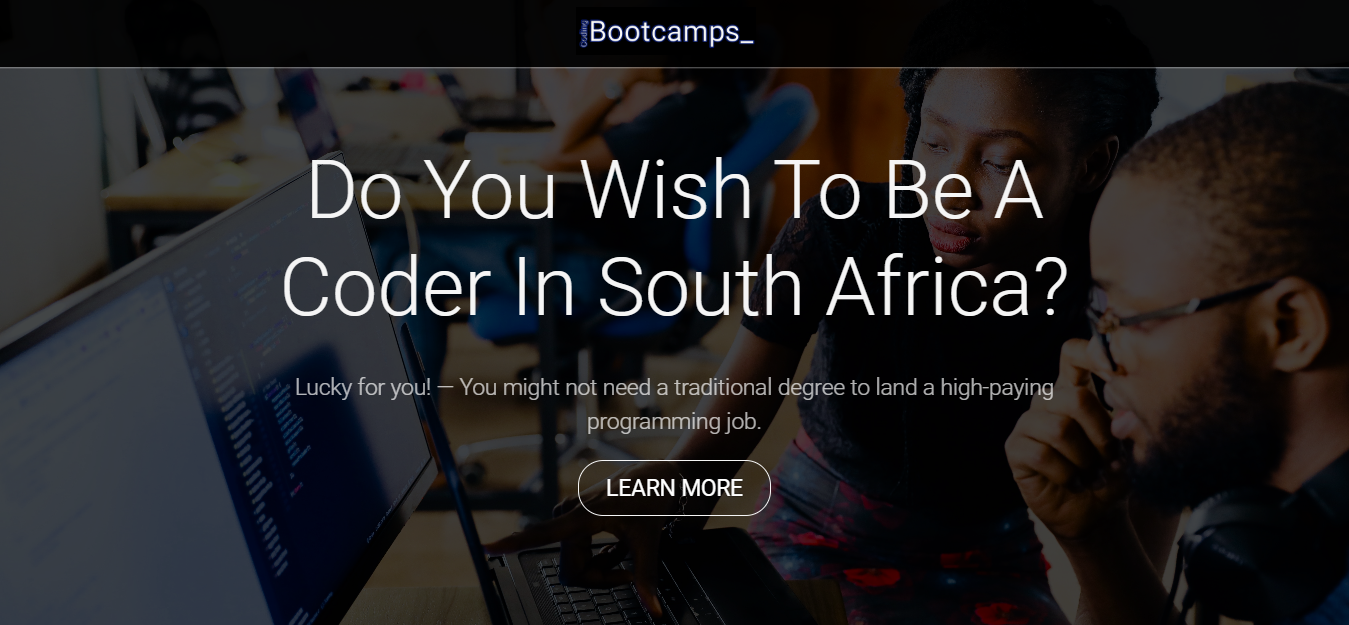 Coding Bootcamps_
Do You Wish To Be A
Coder In South Africa?
Lucky for you! — You might not need a traditional degree to land a high-paying
programming job.
LEARN MORE